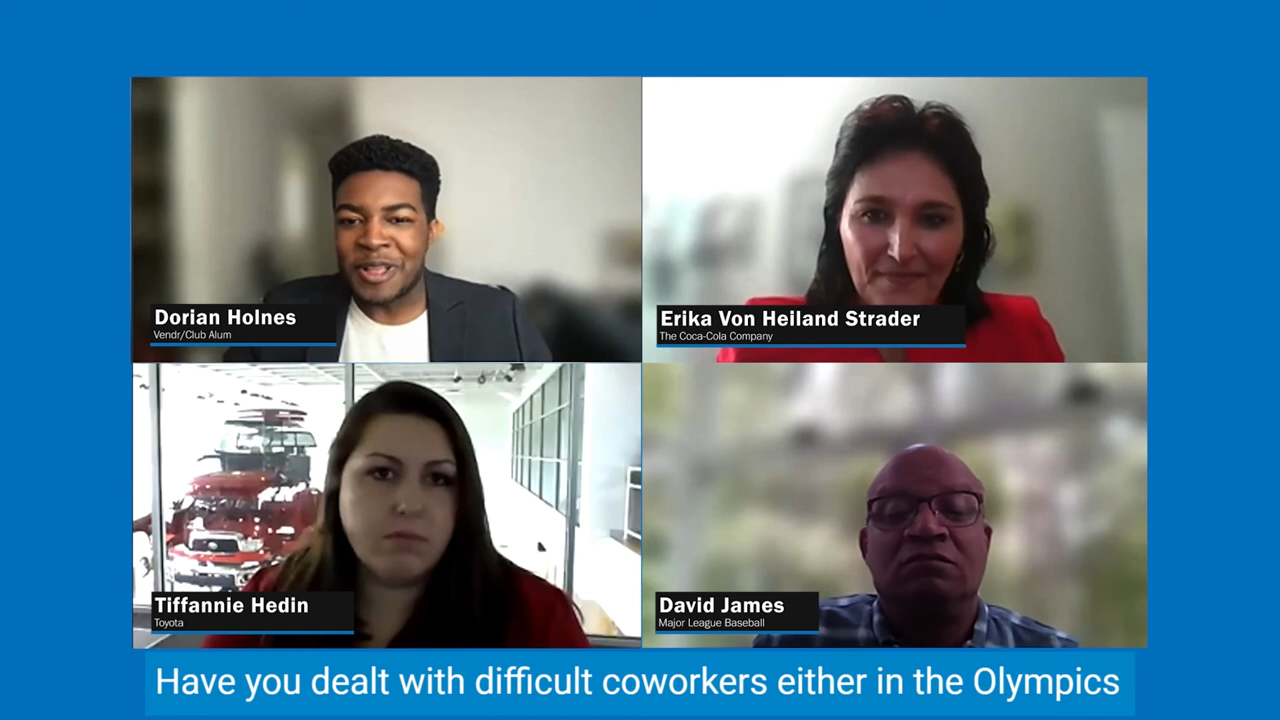 Dorian Holnes
Vendr/Club Alum
Erika Von Heiland Strader
The Coca-Cola Company
Tiffannie Hedin
Toyota
David James
Major League Baseball
Have you dealt with difficult coworkers either in the Olympics